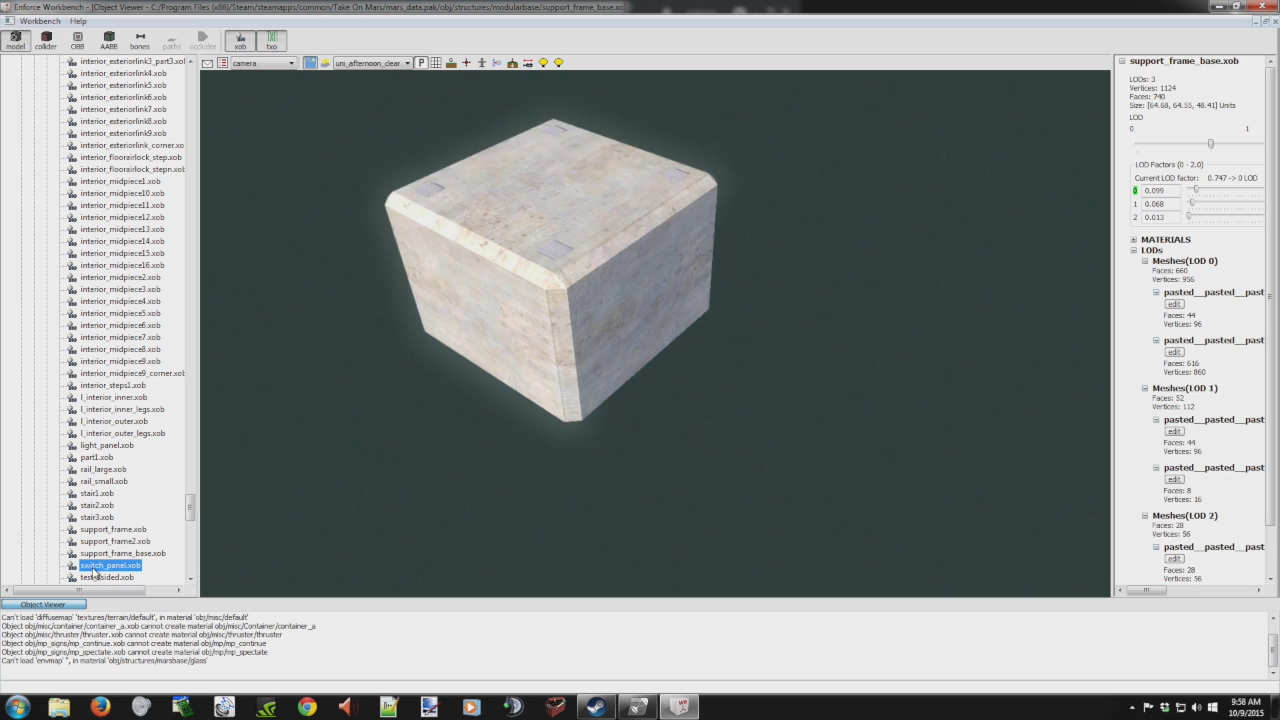 Enforce Workbench - [Object Viewer - C:/Program Files (x86)/Steam/steamapps/common/Take On Mars/mars_data.pak/obj/structures/modularbase/support_frame_base.xo
Workbench Help
model collider OBB AABB bones paths occluder xob txo
camera uni_afternoon_clear P
interior_exteriorlink3_part3.xol
interior_exteriorlink4.xob
interior_exteriorlink5.xob
interior_exteriorlink6.xob
interior_exteriorlink7.xob
interior_exteriorlink8.xob
interior_exteriorlink9.xob
interior_exteriorlink_corner.xo
interior_floorairlock_step.xob
interior_floorairlock_stepn.xob
interior_midpiece1.xob
interior_midpiece10.xob
interior_midpiece11.xob
interior_midpiece12.xob
interior_midpiece13.xob
interior_midpiece14.xob
interior_midpiece15.xob
interior_midpiece16.xob
interior_midpiece2.xob
interior_midpiece3.xob
interior_midpiece4.xob
interior_midpiece5.xob
interior_midpiece6.xob
interior_midpiece7.xob
interior_midpiece8.xob
interior_midpiece9.xob
interior_midpiece9_corner.xob
interior_steps1.xob
l_interior_inner.xob
l_interior_inner_legs.xob
l_interior_outer.xob
l_interior_outer_legs.xob
light_panel.xob
part1.xob
rail_large.xob
rail_small.xob
stair1.xob
stair2.xob
stair3.xob
support_frame.xob
support_frame2.xob
support_frame_base.xob
switch_panel.xob
support_frame_base.xob
LODs: 3
Vertices: 1124
Faces: 740
Size: [64.68, 64.55, 48.41] Units
LOD
0 1
LOD Factors (0 - 2.0)
Current LOD factor: 0.747 -> 0 LOD
0 0.099
1 0.068
2 0.013
MATERIALS
LODs
Meshes(LOD 0)
Faces: 660
Vertices: 956
pasted__pasted__past
edit
Faces: 44
Vertices: 96
pasted__pasted__past
edit
Faces: 616
Vertices: 860
Meshes(LOD 1)
Faces: 52
Vertices: 112
pasted__pasted__past
edit
Faces: 44
Vertices: 96
pasted__pasted__past
edit
Faces: 8
Vertices: 16
Meshes(LOD 2)
Faces: 28
Vertices: 56
pasted__pasted__past
edit
Faces: 28
Vertices: 56
Object Viewer
Can't load 'diffusemap' 'textures/terrain/default', in material 'obj/misc/default'
Object obj/misc/container/container_a.xob cannot create material obj/misc/Container/container_a
Object obj/misc/thruster/thruster.xob cannot create material obj/misc/thruster/thruster
Object obj/mp_signs/mp_continue.xob cannot create material obj/mp/mp_continue
Object obj/mp_signs/mp_spectate.xob cannot create material obj/mp/mp_spectate
Can't load 'envmap' '', in material 'obj/structures/marsbase/glass'
9:58 AM
10/9/2015